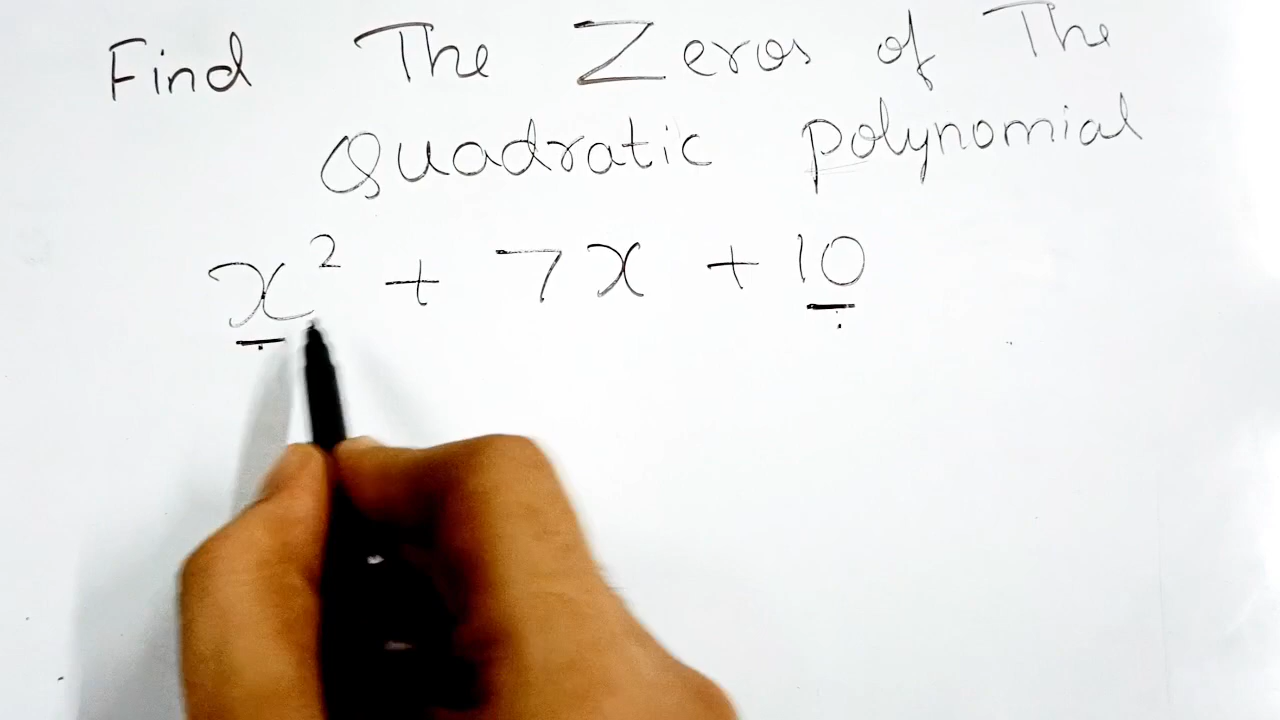 Find The Zeros of The
Quadratic polynomial
x² + 7x + 10